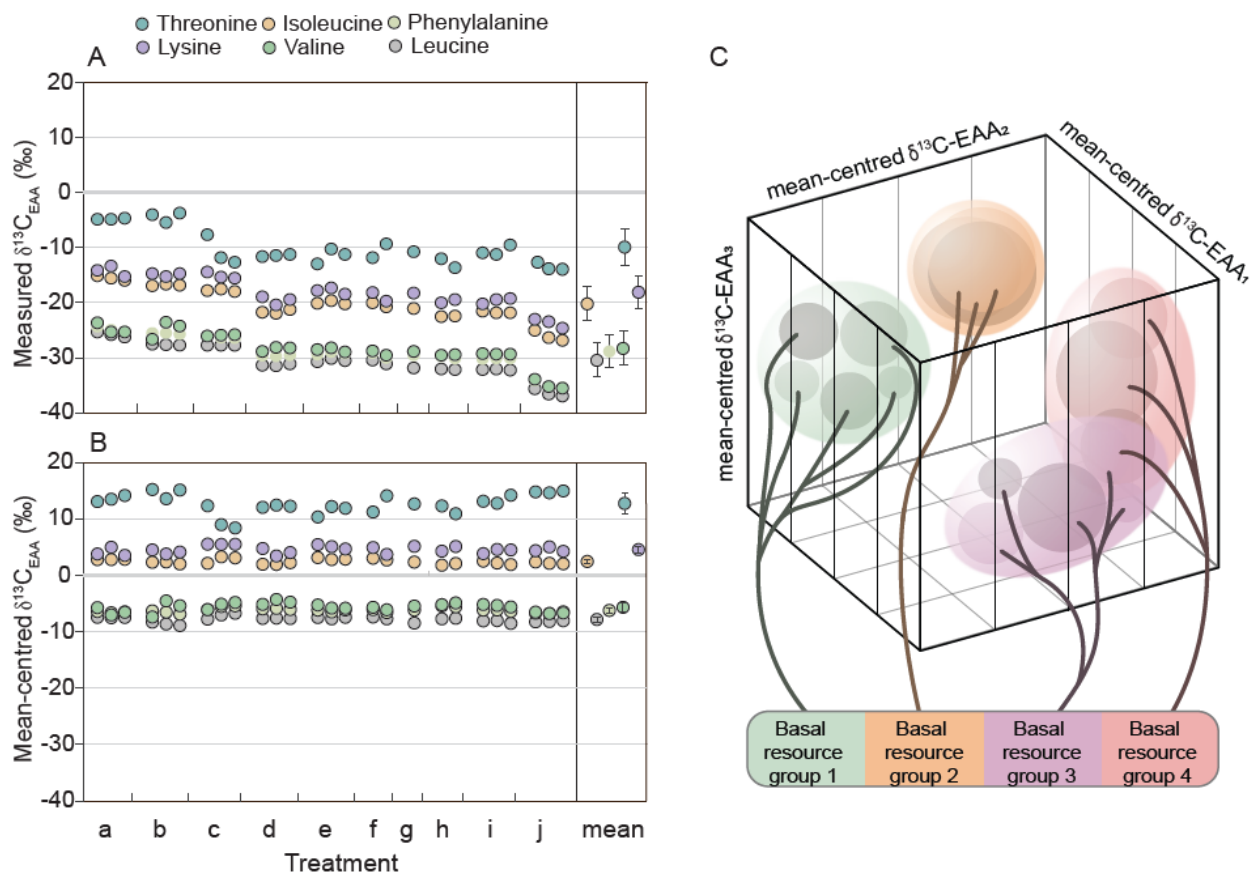 Threonine Isoleucine Phenylalanine
Lysine Valine Leucine
A
Measured δ¹³C_EAA (‰)
20
10
0
-10
-20
-30
-40
B
Mean-centred δ¹³C_EAA (‰)
20
10
0
-10
-20
-30
-40
a b c d e f g h i j mean
Treatment
C
mean-centred δ¹³C-EAA₂
mean-centred δ¹³C-EAA₁
mean-centred δ¹³C-EAA₃
Basal
resource
group 1
Basal
resource
group 2
Basal
resource
group 3
Basal
resource
group 4